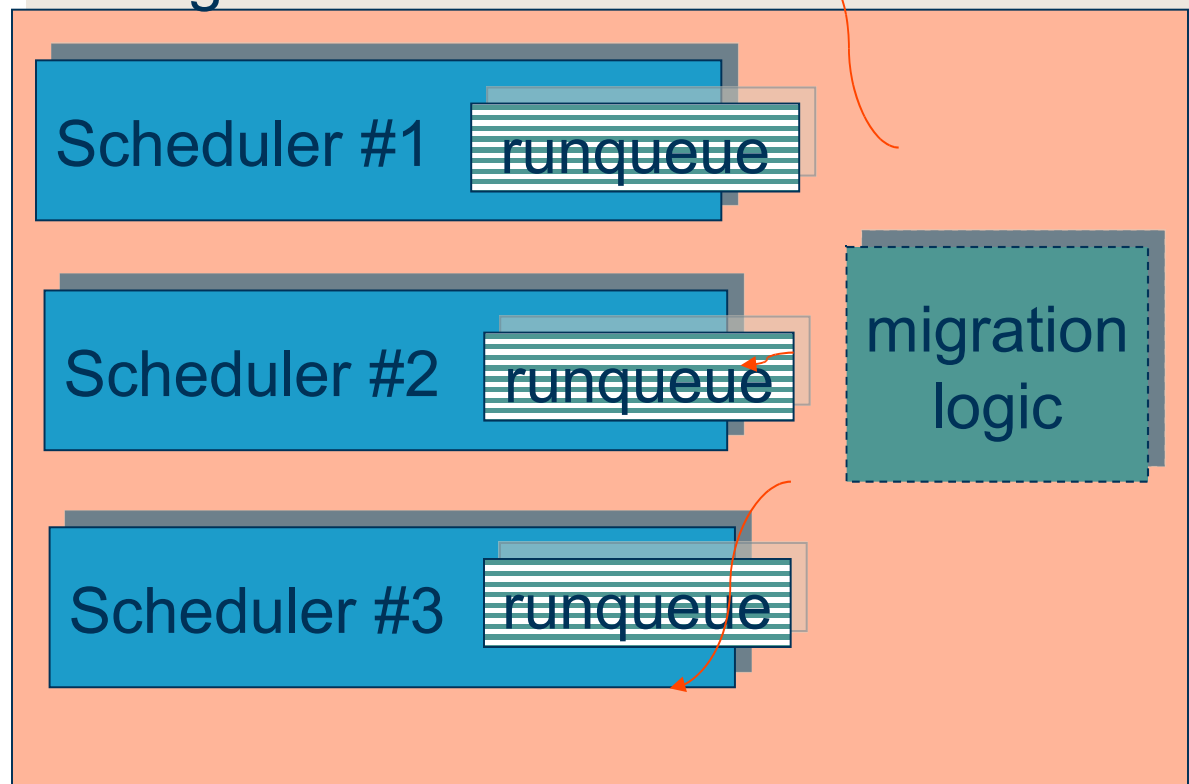 Scheduler #1
runqueue
Scheduler #2
runqueue
migration
logic
Scheduler #3
runqueue